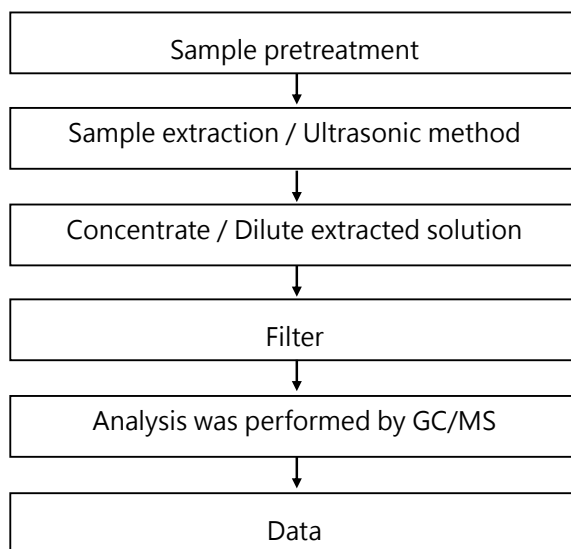 Sample pretreatment
Sample extraction / Ultrasonic method
Concentrate / Dilute extracted solution
Filter
Analysis was performed by GC/MS
Data